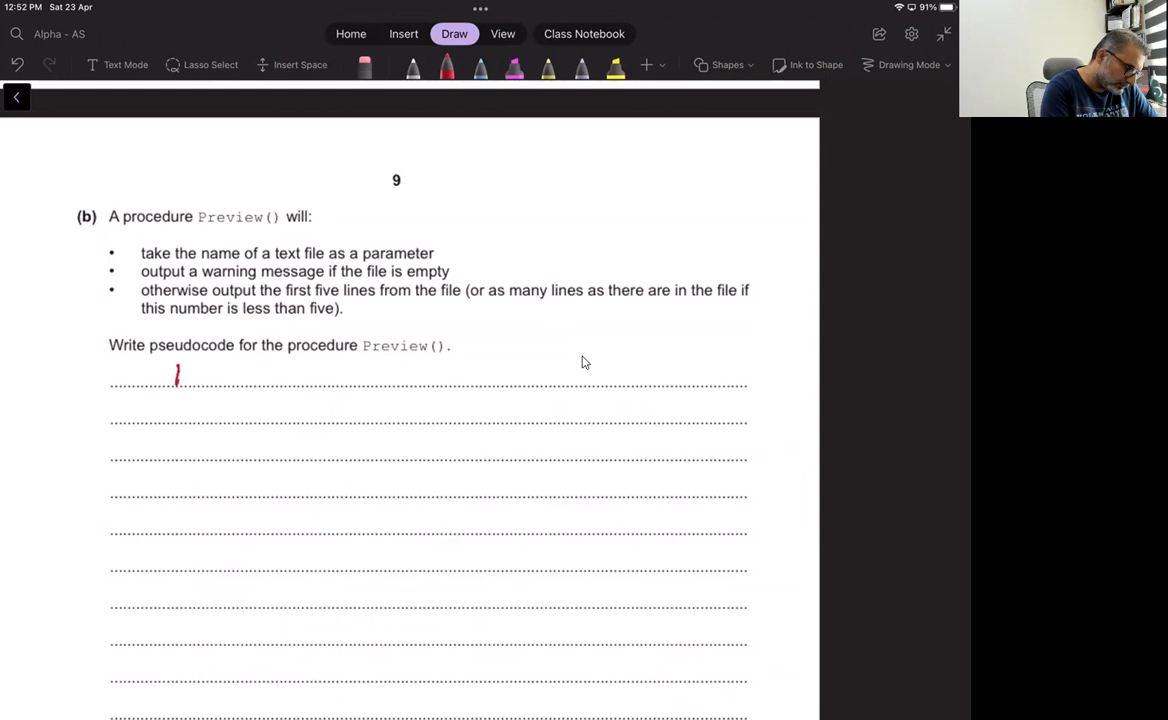 12:52 PM Sat 23 Apr
91%
Alpha - AS
Home Insert Draw View Class Notebook
Text Mode Lasso Select Insert Space Shapes Ink to Shape Drawing Mode
9
(b) A procedure Preview() will:
• take the name of a text file as a parameter
• output a warning message if the file is empty
• otherwise output the first five lines from the file (or as many lines as there are in the file if
this number is less than five).
Write pseudocode for the procedure Preview().